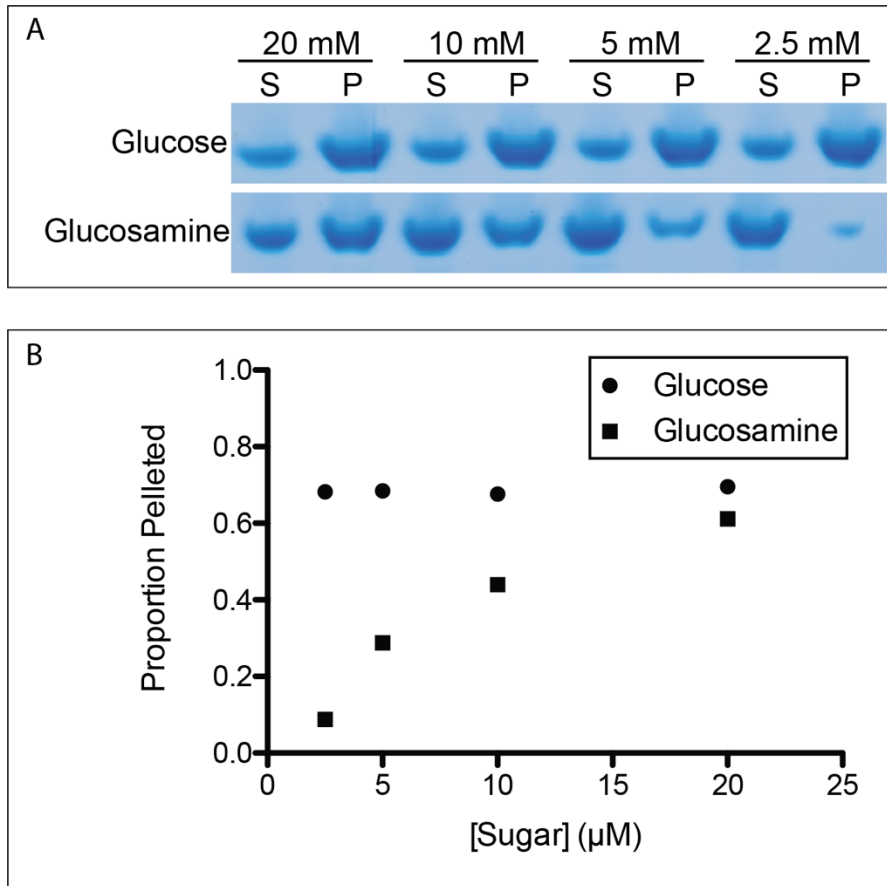 A
20 mM 10 mM 5 mM 2.5 mM
S P S P S P S P
Glucose
Glucosamine
B
1.0
0.8
0.6
0.4
0.2
0.0
Proportion Pelleted
Glucose
Glucosamine
0 5 10 15 20 25
[Sugar] (µM)